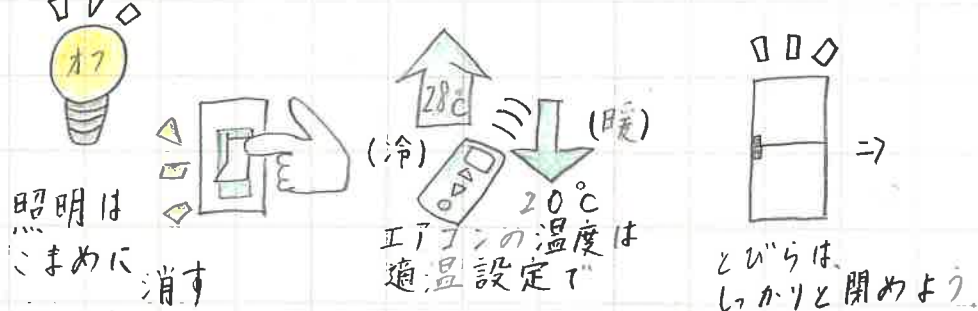 オフ
照明は
こまめに
消す
28℃
(冷)
(暖)
20℃
エアコンの温度は
適温設定で
とびらは、
しっかりと閉めよう